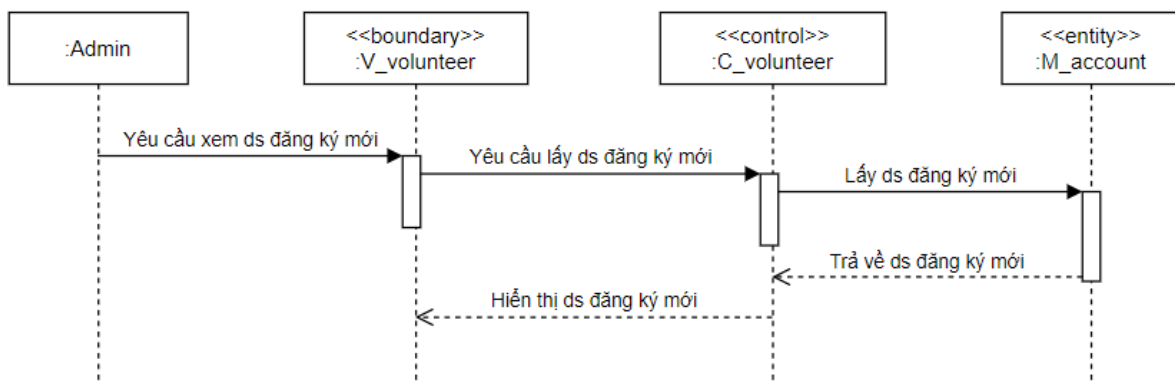 :Admin
<<boundary>>
:V_volunteer
<<control>>
:C_volunteer
<<entity>>
:M_account
Yêu cầu xem ds đăng ký mới
Yêu cầu lấy ds đăng ký mới
Lấy ds đăng ký mới
Trả về ds đăng ký mới
Hiển thị ds đăng ký mới